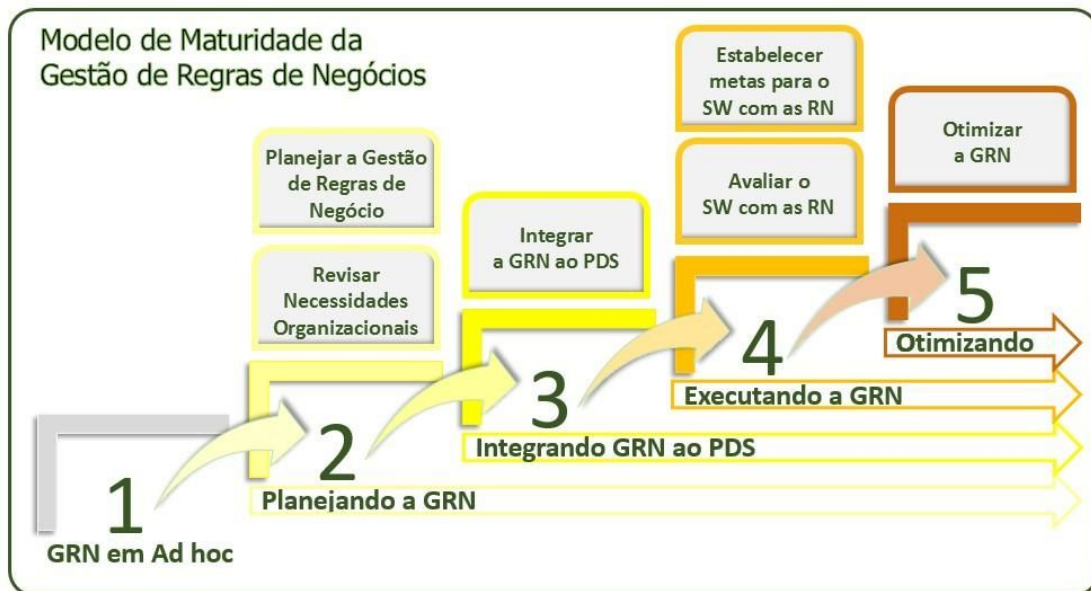 Modelo de Maturidade da
Gestão de Regras de Negócios
Planejar a Gestão
de Regras de
Negócio
Revisar
Necessidades
Organizacionais
Integrar
a GRN ao PDS
Estabelecer
metas para o
SW com as RN
Avaliar o
SW com as RN
Otimizar
a GRN
1
GRN em Ad hoc
2
Planejando a GRN
3
Integrando GRN ao PDS
4
Executando a GRN
5
Otimizando